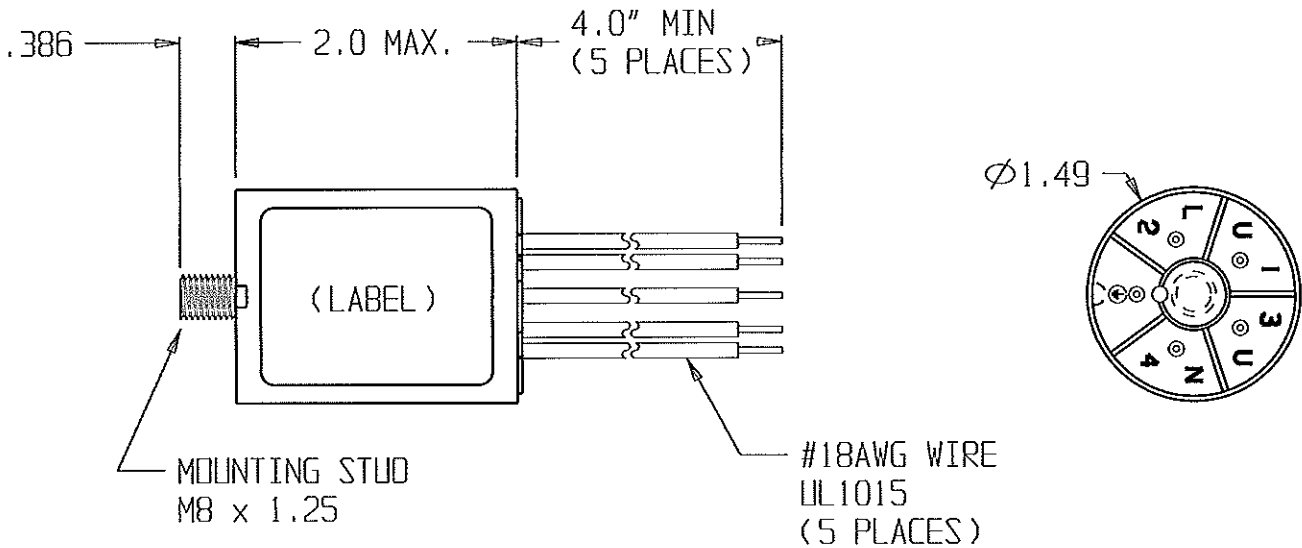 .386
2.0 MAX.
4.0" MIN
(5 PLACES)
Ø1.49
(LABEL)
L
2
U
1
3
U
N
4
MOUNTING STUD
M8 x 1.25
#18AWG WIRE
UL1015
(5 PLACES)